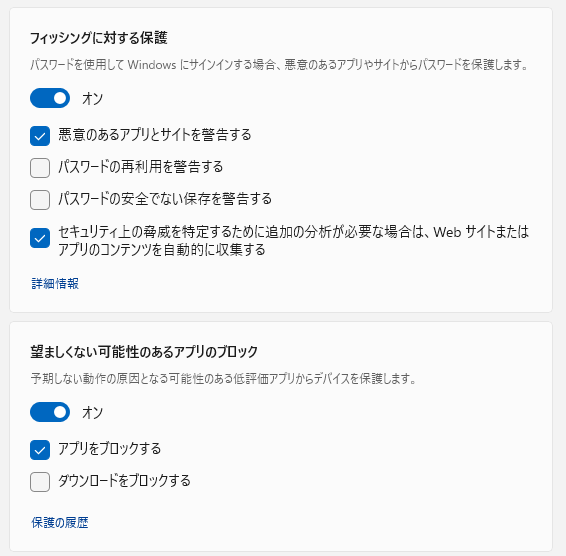 フィッシングに対する保護
パスワードを使用して Windows にサインインする場合、悪意のあるアプリやサイトからパスワードを保護します。
オン
悪意のあるアプリとサイトを警告する
パスワードの再利用を警告する
パスワードの安全でない保存を警告する
セキュリティ上の脅威を特定するために追加の分析が必要な場合は、Web サイトまたは
アプリのコンテンツを自動的に収集する
詳細情報
望ましくない可能性のあるアプリのブロック
予期しない動作の原因となる可能性のある低評価アプリからデバイスを保護します。
オン
アプリをブロックする
ダウンロードをブロックする
保護の履歴